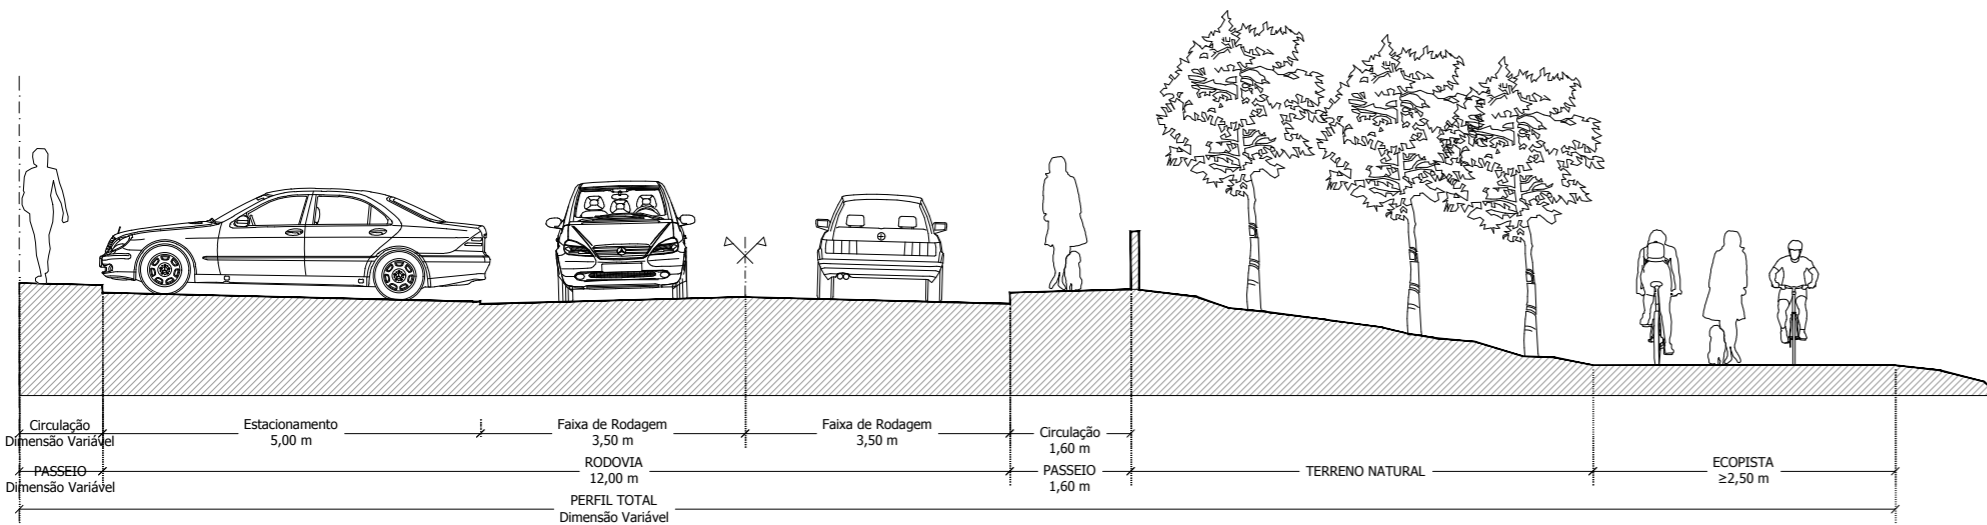 Circulação
Dimensão Variável
Estacionamento
5,00 m
Faixa de Rodagem
3,50 m
Faixa de Rodagem
3,50 m
Circulação
1,60 m
PASSEIO
Dimensão Variável
RODOVIA
12,00 m
PASSEIO
1,60 m
TERRENO NATURAL
ECOPISTA
≥2,50 m
PERFIL TOTAL
Dimensão Variável